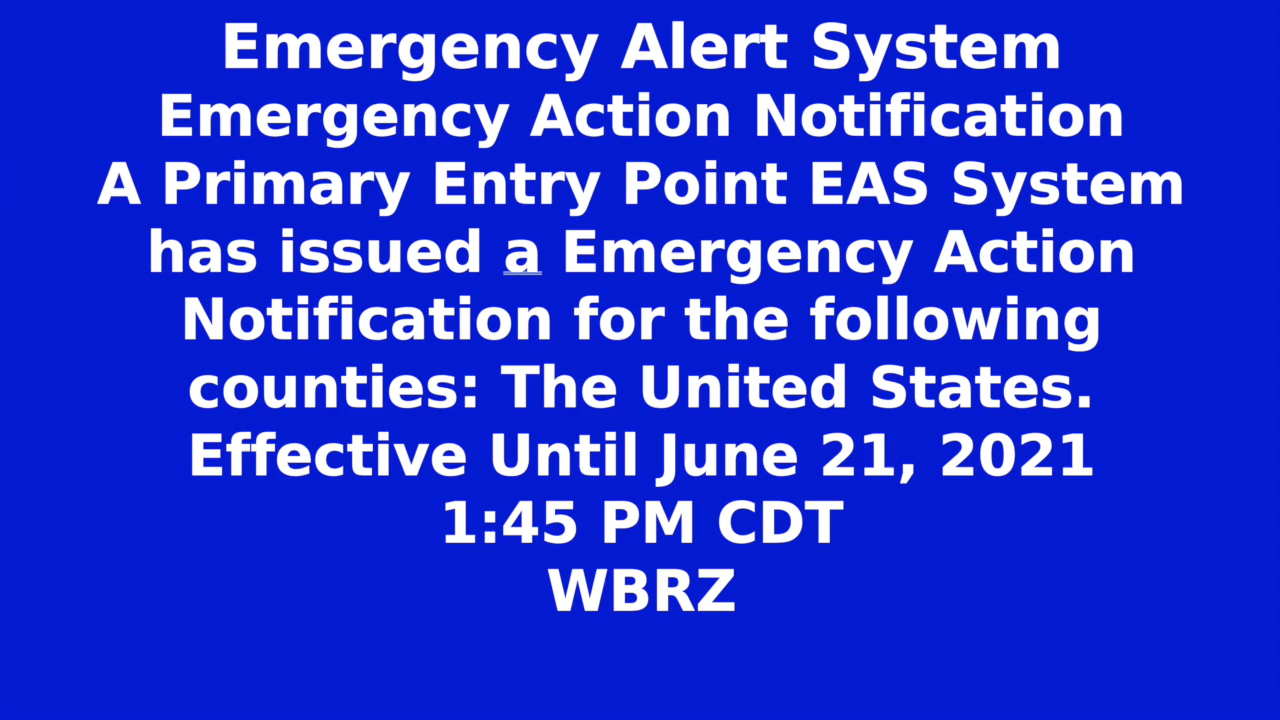 Emergency Alert System
Emergency Action Notification
A Primary Entry Point EAS System
has issued a Emergency Action
Notification for the following
counties: The United States.
Effective Until June 21, 2021
1:45 PM CDT
WBRZ